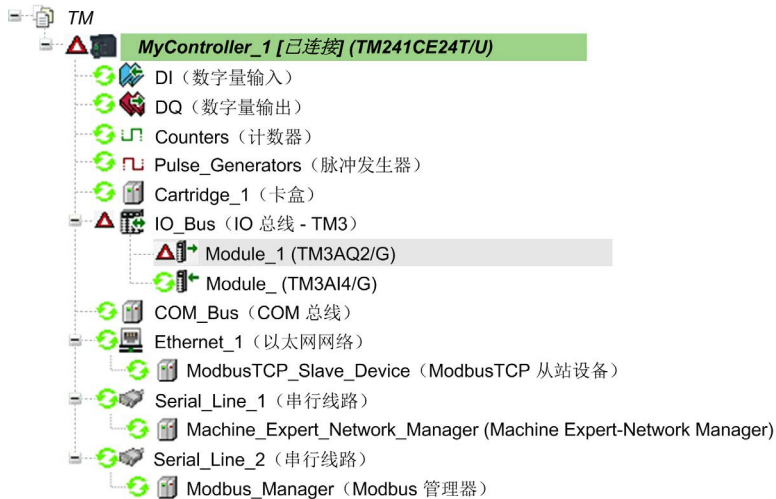 TM
MyController_1 [已连接] (TM241CE24T/U)
DI（数字量输入）
DQ（数字量输出）
Counters（计数器）
Pulse_Generators（脉冲发生器）
Cartridge_1（卡盒）
IO_Bus（IO 总线 - TM3）
Module_1 (TM3AQ2/G)
Module_ (TM3AI4/G)
COM_Bus（COM 总线）
Ethernet_1（以太网网络）
ModbusTCP_Slave_Device（ModbusTCP 从站设备）
Serial_Line_1（串行线路）
Machine_Expert_Network_Manager (Machine Expert-Network Manager)
Serial_Line_2（串行线路）
Modbus_Manager（Modbus 管理器）